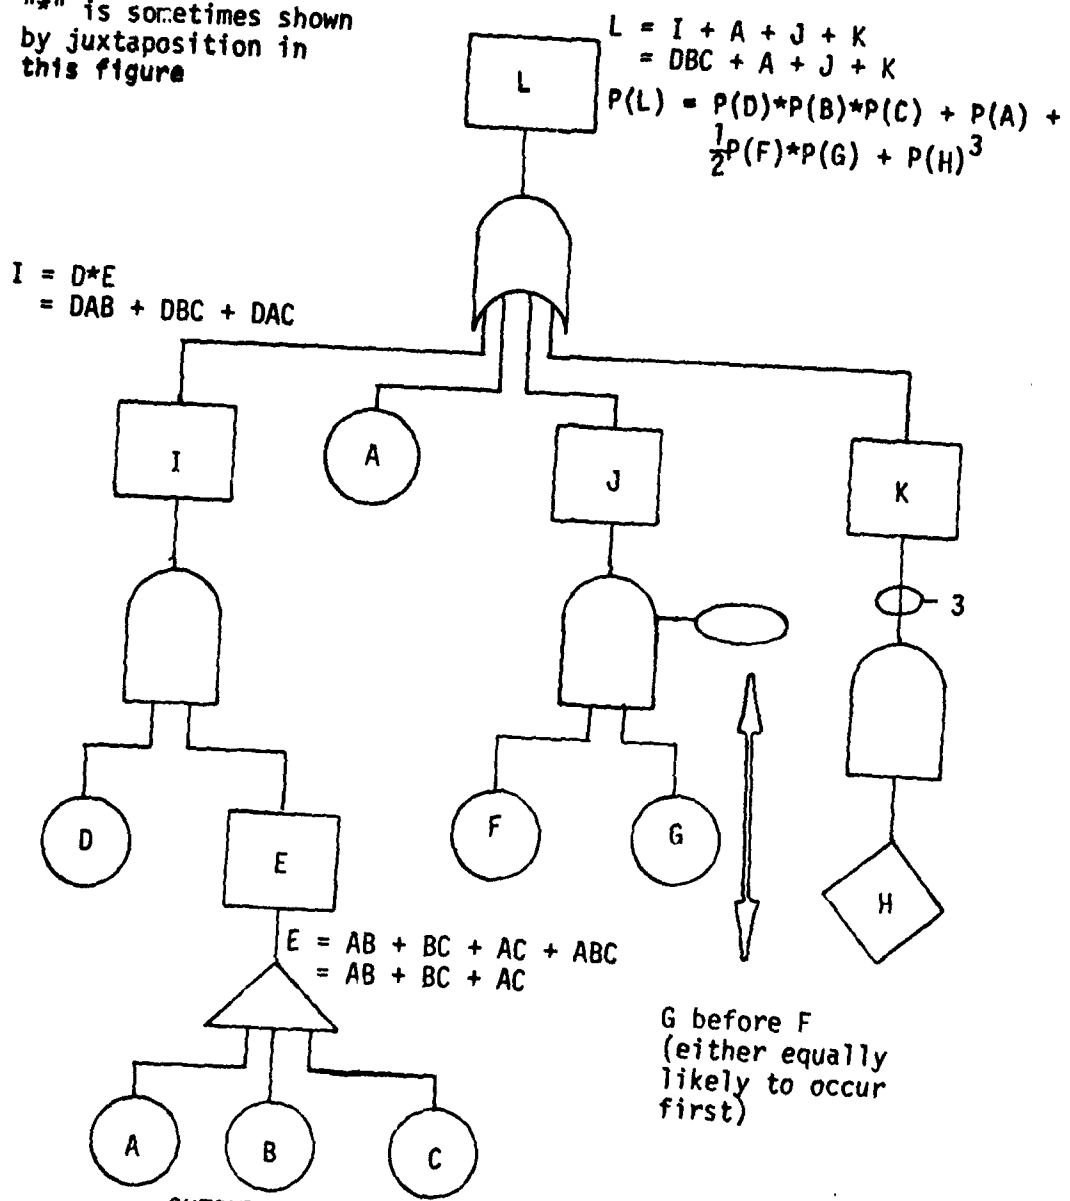 "*" is sometimes shown
by juxtaposition in
this figure
L = I + A + J + K
= DBC + A + J + K
P(L) = P(D)*P(B)*P(C) + P(A) +
½P(F)*P(G) + P(H)³
L
I = D*E
= DAB + DBC + DAC
I
A
J
K
3
D
E
F
G
H
E = AB + BC + AC + ABC
= AB + BC + AC
G before F
(either equally
likely to occur
first)
A
B
C